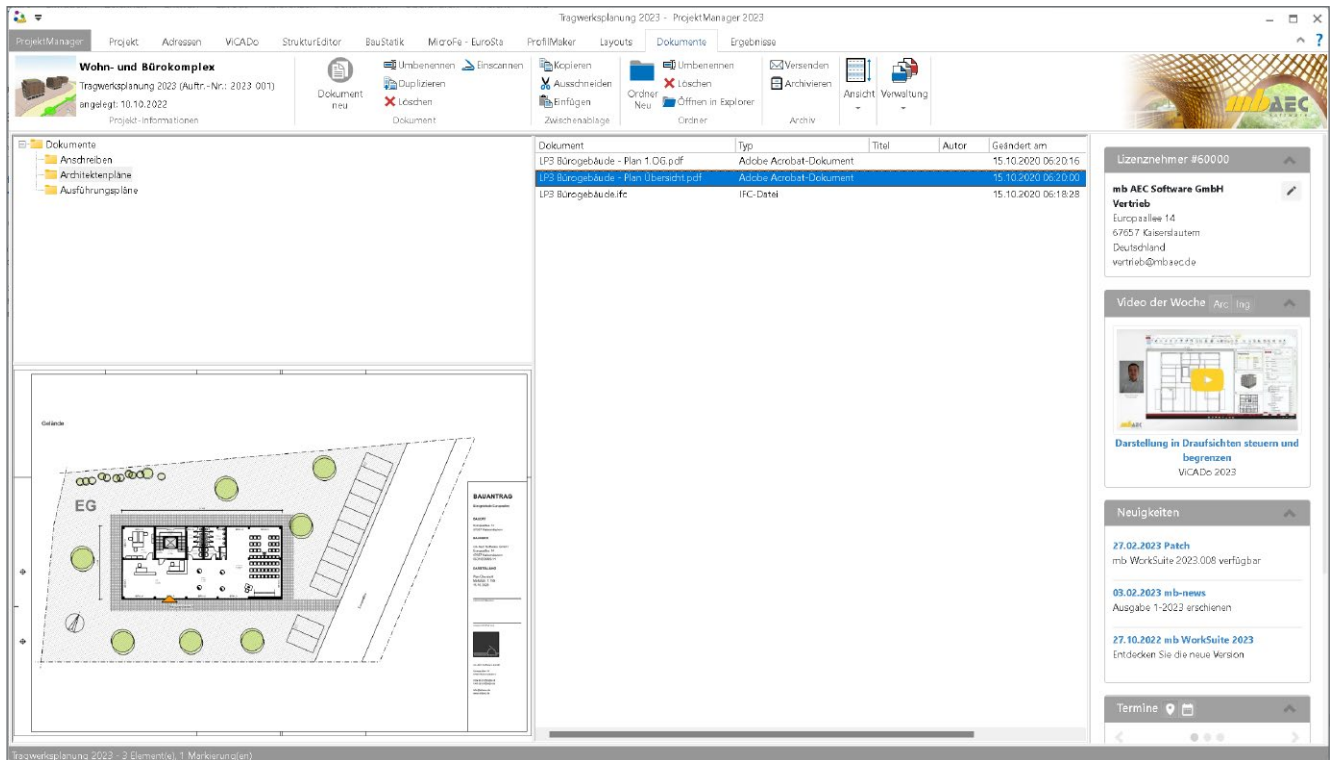 Tragwerksplanung 2023 - ProjektManager 2023
ProjektManager Projekt Adressen ViCADo StrukturEditor BauStatik MicroFe - EuroSta ProfilMaker Layouts Dokumente Ergebnisse
Wohn- und Bürokomplex
Tragwerksplanung 2023 (Auftr.-Nr.: 2023 001)
angelegt: 10.10.2022
Projekt-Informationen
Dokument neu
Umbenennen Einscannen
Duplizieren
Löschen
Dokument
Kopieren
Ausschneiden
Einfügen
Zwischenablage
Ordner Neu
Umbenennen
Löschen
Öffnen in Explorer
Ordner
Versenden
Archivieren
Archiv
Ansicht
Verwaltung
mb AEC
Software
Dokumente
Anschreiben
Architektenpläne
Ausführungspläne
Dokument Typ Titel Autor Geändert am
LP3 Bürogebäude - Plan 1.OG.pdf Adobe Acrobat-Dokument 15.10.2020 06:20:16
LP3 Bürogebäude - Plan Übersicht.pdf Adobe Acrobat-Dokument 15.10.2020 06:20:00
LP3 Bürogebäude.ifc IFC-Datei 15.10.2020 06:18:28
Gelände
EG
BAUANTRAG
Lizenznehmer #60000
mb AEC Software GmbH
Vertrieb
Europaallee 14
67657 Kaiserslautern
Deutschland
vertrieb@mbaec.de
Video der Woche Arc Ing
mbAEC
Darstellung in Draufsichten steuern und
begrenzen
ViCADo 2023
Neuigkeiten
27.02.2023 Patch
mb WorkSuite 2023.008 verfügbar
03.02.2023 mb-news
Ausgabe 1-2023 erschienen
27.10.2022 mb WorkSuite 2023
Entdecken Sie die neue Version
Termine
Tragwerksplanung 2023 - 3 Element(e), 1 Markierung(en)